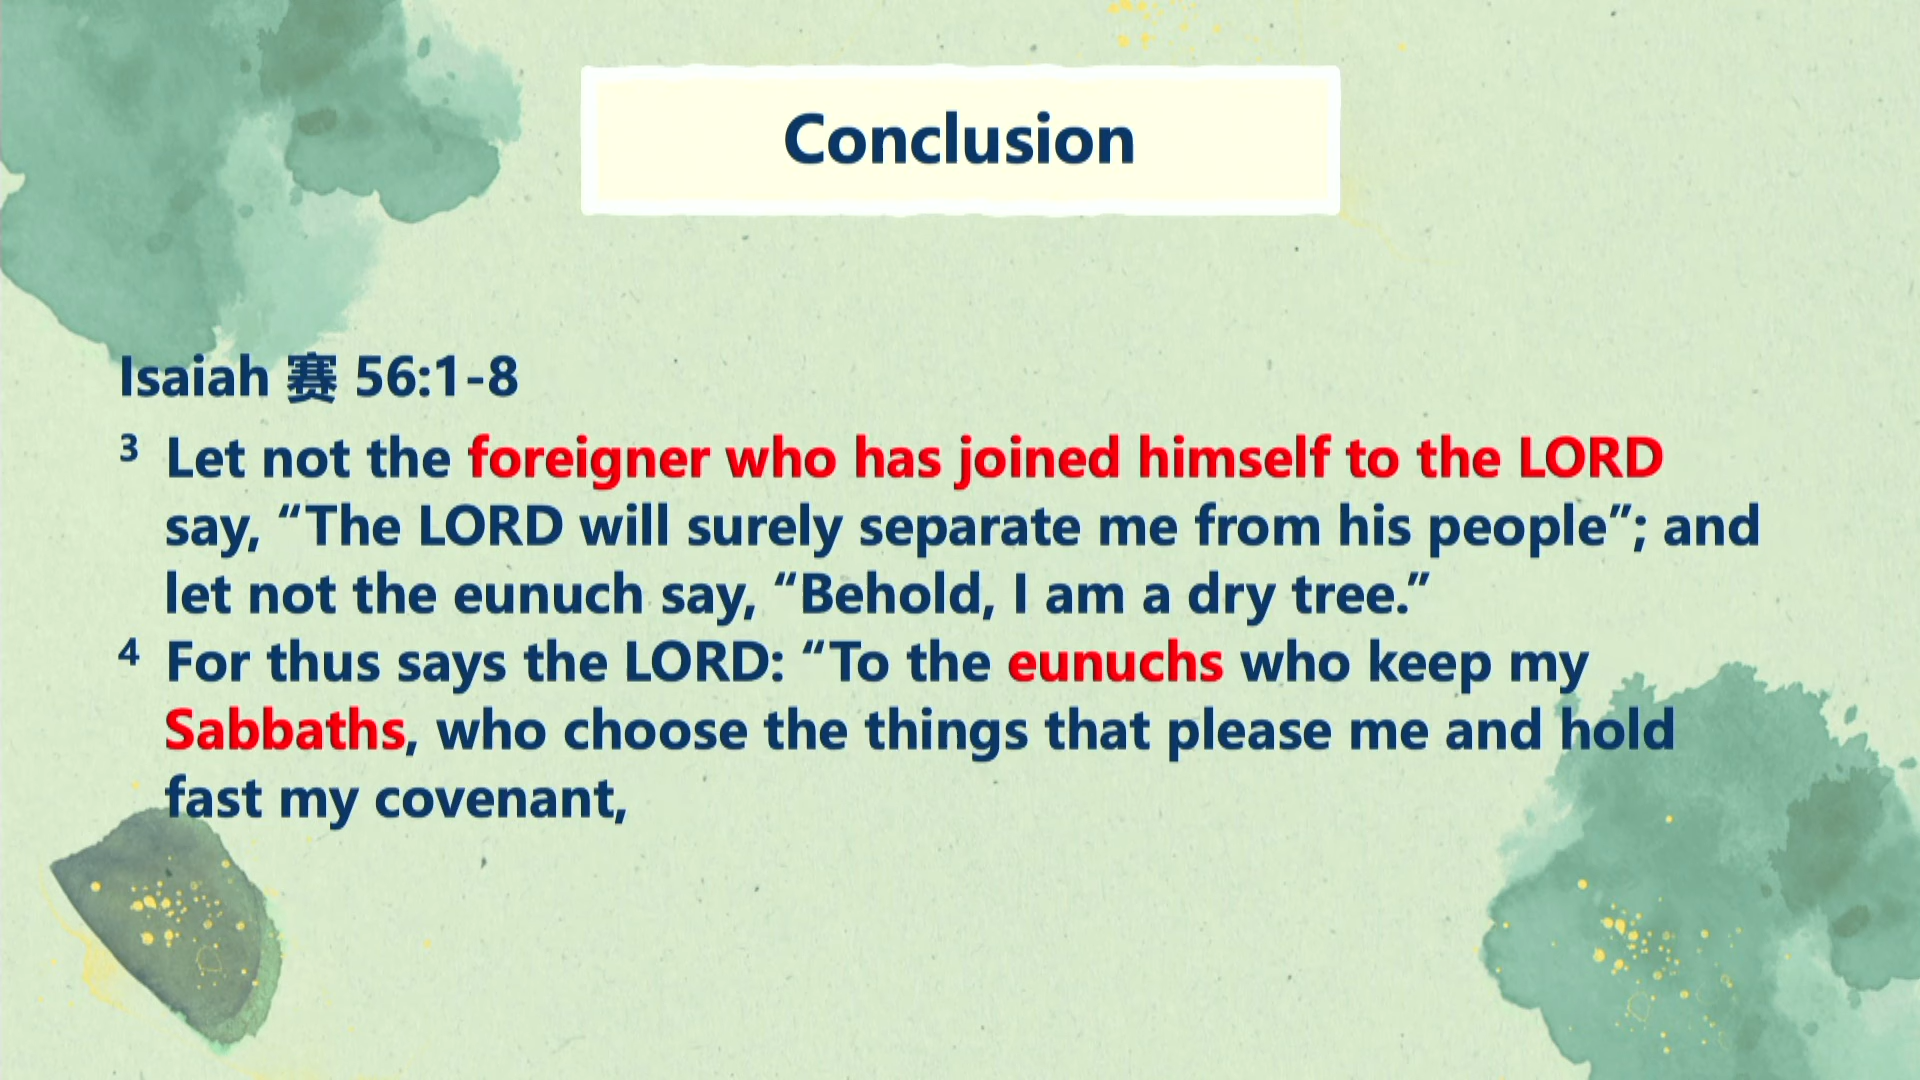 Conclusion
Isaiah 赛 56:1-8
3 Let not the foreigner who has joined himself to the LORD
say, “The LORD will surely separate me from his people”; and
let not the eunuch say, “Behold, I am a dry tree.”
4 For thus says the LORD: “To the eunuchs who keep my
Sabbaths, who choose the things that please me and hold
fast my covenant,